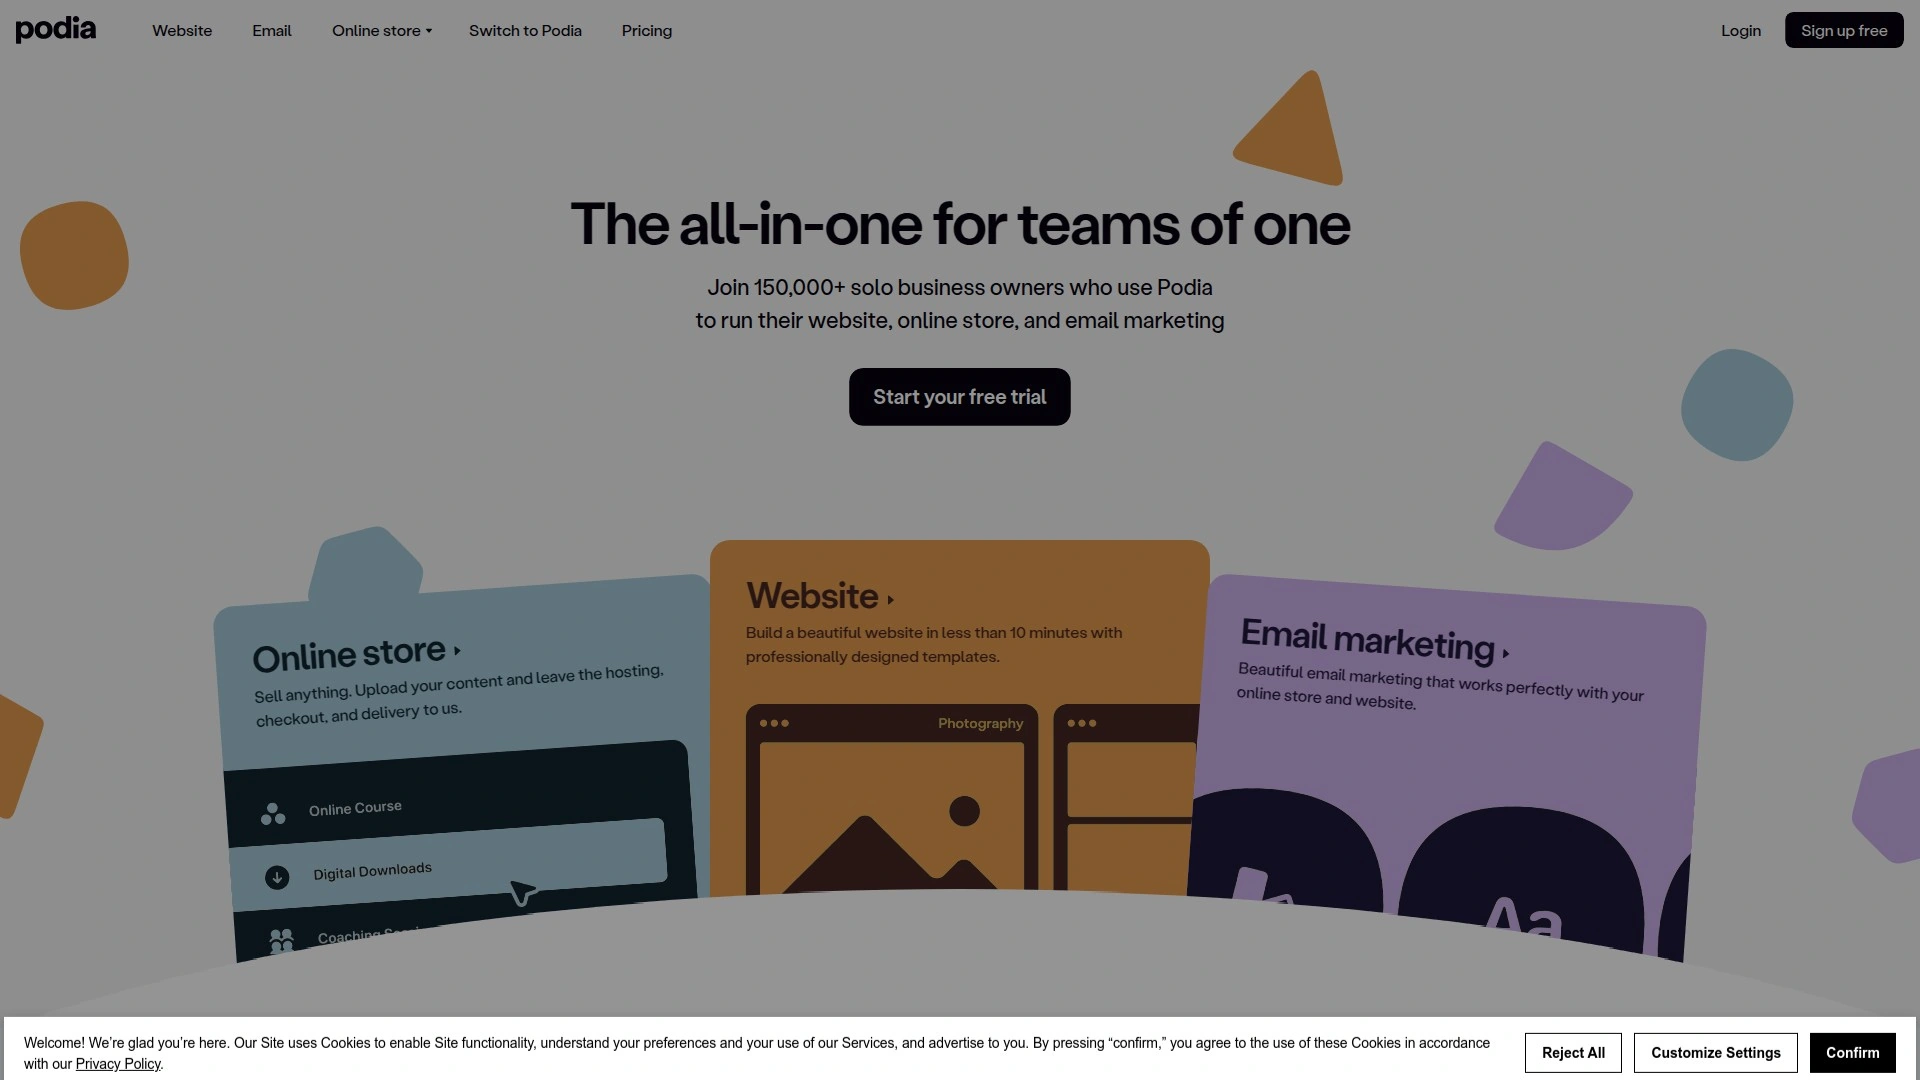 podia
Website
Email
Online store
Switch to Podia
Pricing
Login
Sign up free
The all-in-one for teams of one
Join 150,000+ solo business owners who use Podia
to run their website, online store, and email marketing
Start your free trial
Online store
Sell anything. Upload your content and leave the hosting,
checkout, and delivery to us.
Online Course
Digital Downloads
Coaching
Website
Build a beautiful website in less than 10 minutes with
professionally designed templates.
Photography
Email marketing
Beautiful email marketing that works perfectly with your
online store and website.
Aa
Welcome! We’re glad you’re here. Our Site uses Cookies to enable Site functionality, understand your preferences and your use of our Services, and advertise to you. By pressing “confirm,” you agree to the use of these Cookies in accordance
with our Privacy Policy.
Reject All
Customize Settings
Confirm